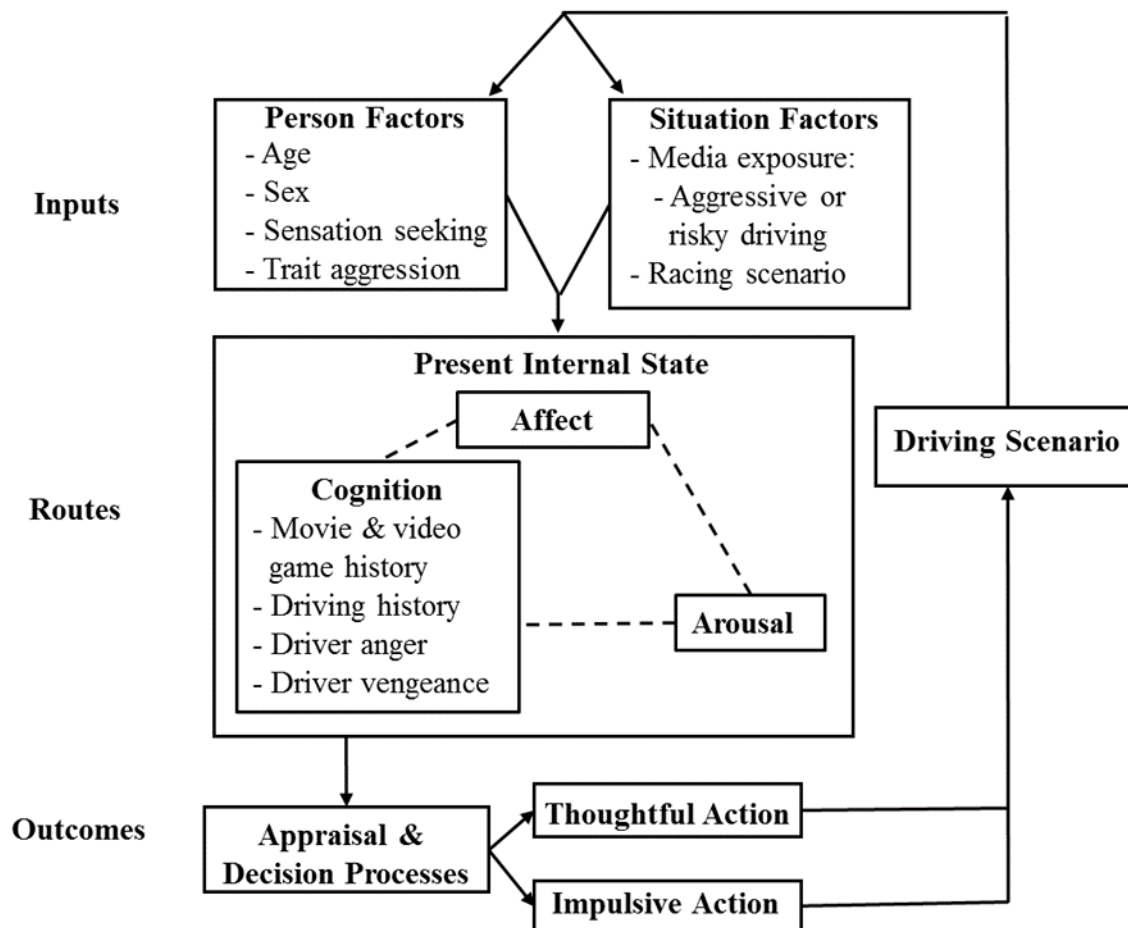 Inputs
Person Factors
- Age
- Sex
- Sensation seeking
- Trait aggression
Situation Factors
- Media exposure:
- Aggressive or
risky driving
- Racing scenario
Routes
Present Internal State
Affect
Cognition
- Movie & video
game history
- Driving history
- Driver anger
- Driver vengeance
Arousal
Driving Scenario
Outcomes
Appraisal &
Decision Processes
Thoughtful Action
Impulsive Action